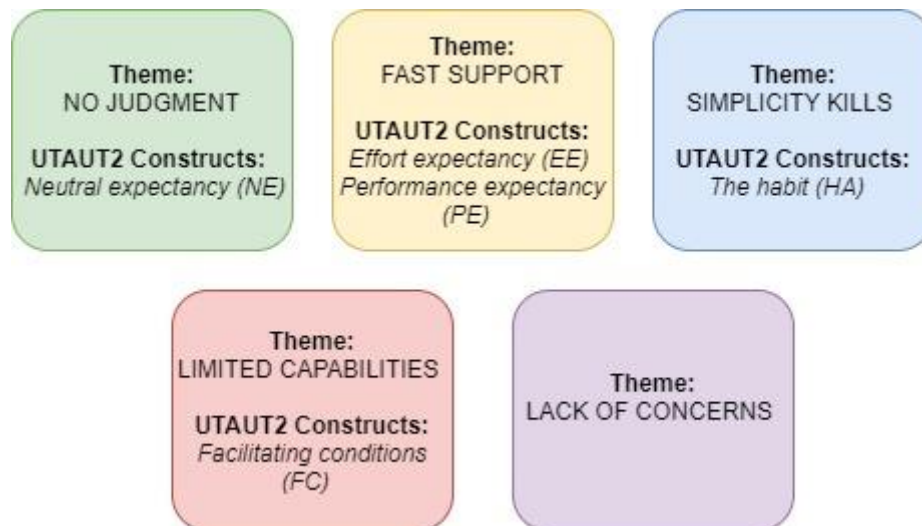 Theme:
NO JUDGMENT
UTAUT2 Constructs:
Neutral expectancy (NE)
Theme:
FAST SUPPORT
UTAUT2 Constructs:
Effort expectancy (EE)
Performance expectancy
(PE)
Theme:
SIMPLICITY KILLS
UTAUT2 Constructs:
The habit (HA)
Theme:
LIMITED CAPABILITIES
UTAUT2 Constructs:
Facilitating conditions
(FC)
Theme:
LACK OF CONCERNS